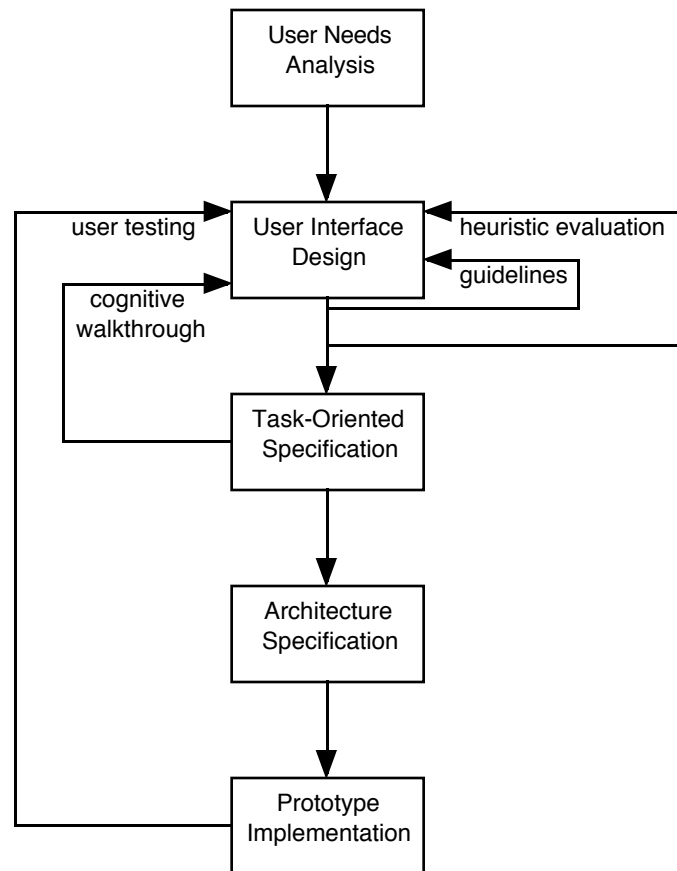 User Needs
Analysis
user testing
User Interface
Design
heuristic evaluation
guidelines
cognitive
walkthrough
Task-Oriented
Specification
Architecture
Specification
Prototype
Implementation